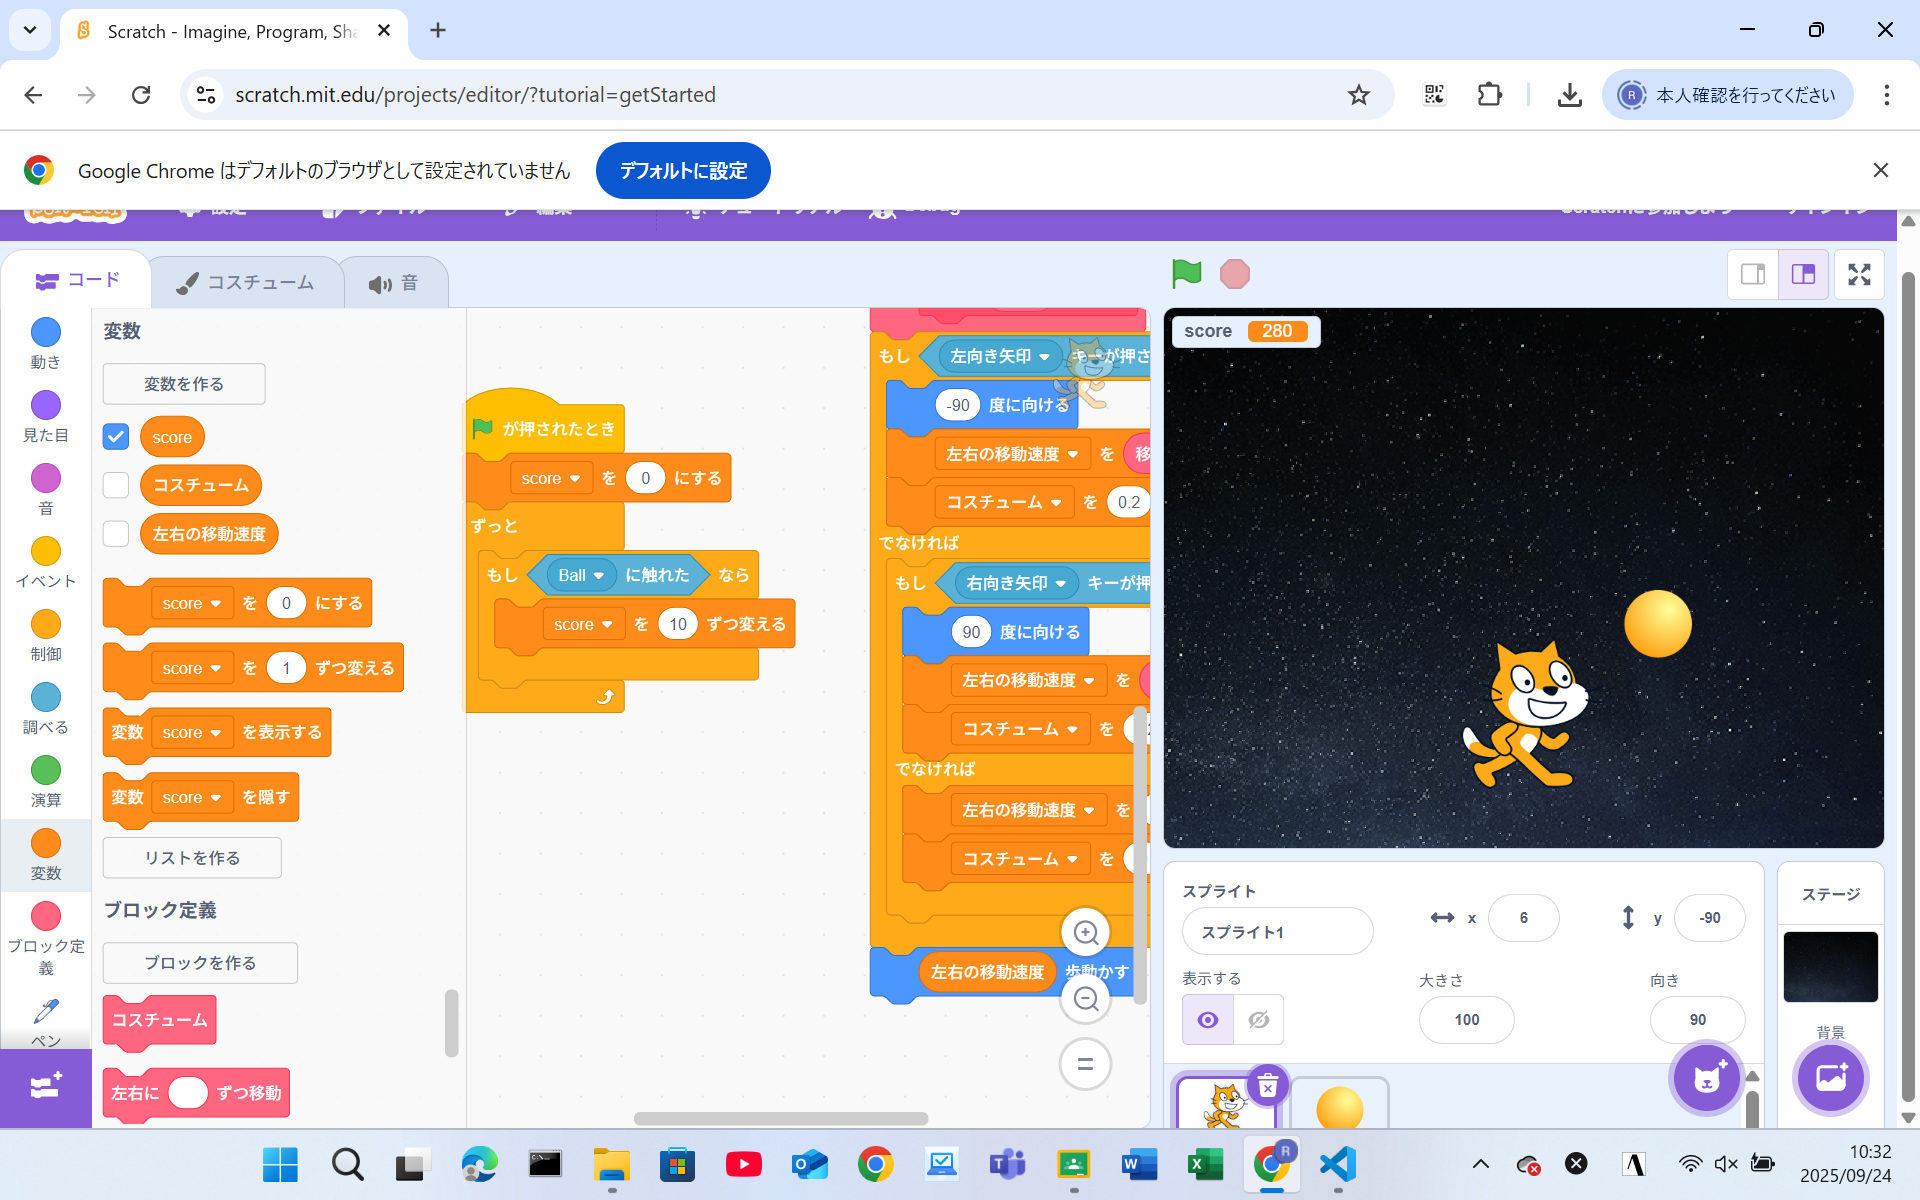 Scratch - Imagine, Program, Sha
scratch.mit.edu/projects/editor/?tutorial=getStarted
R 本人確認を行ってください
Google Chrome はデフォルトのブラウザとして設定されていません
デフォルトに設定
コード
コスチューム
音
動き
見た目
音
イベント
制御
調べる
演算
変数
ブロック定
義
ペン
変数
変数を作る
score
コスチューム
左右の移動速度
score を 0 にする
score を 1 ずつ変える
変数 score を表示する
変数 score を隠す
リストを作る
ブロック定義
ブロックを作る
コスチューム
左右に ずつ移動
が押されたとき
score を 0 にする
ずっと
もし Ball に触れた なら
score を 10 ずつ変える
もし 左向き矢印 キーが押さ
-90 度に向ける
左右の移動速度 を 移
コスチューム を 0.2
でなければ
もし 右向き矢印 キーが押
90 度に向ける
左右の移動速度 を
コスチューム を
でなければ
左右の移動速度 を
コスチューム を
左右の移動速度 歩動かす
score 280
スプライト
スプライト1
x 6
y -90
表示する
大きさ
100
向き
90
ステージ
背景
10:32
2025/09/24